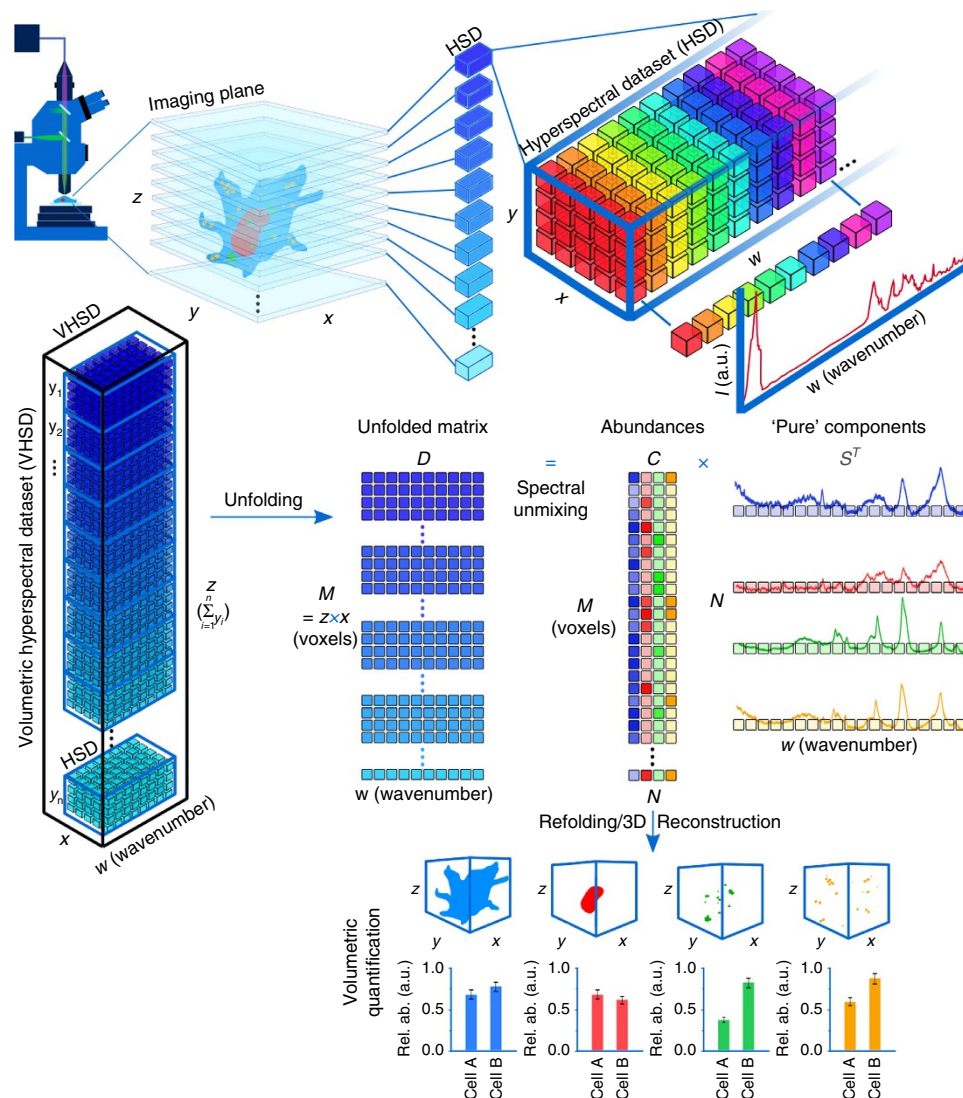 HSD
Imaging plane
z
y
x
Hyperspectral dataset (HSD)
y
x
w
I (a.u.)
w (wavenumber)
VHSD
Volumetric hyperspectral dataset (VHSD)
y1
y2
z
(∑ yi)
n
i=1
HSD
yn
x
w (wavenumber)
Unfolding
Unfolded matrix
D
M
= z×x
(voxels)
w (wavenumber)
=
Spectral
unmixing
Abundances
C
M
(voxels)
N
×
'Pure' components
S^T
N
w (wavenumber)
Refolding/3D Reconstruction
z
y
x
z
y
x
z
y
x
z
y
x
Volumetric
quantification
Rel. ab. (a.u.)
1.0
0.5
0.0
Cell A
Cell B
Rel. ab. (a.u.)
1.0
0.5
0.0
Cell A
Cell B
Rel. ab. (a.u.)
1.0
0.5
0.0
Cell A
Cell B
Rel. ab. (a.u.)
1.0
0.5
0.0
Cell A
Cell B